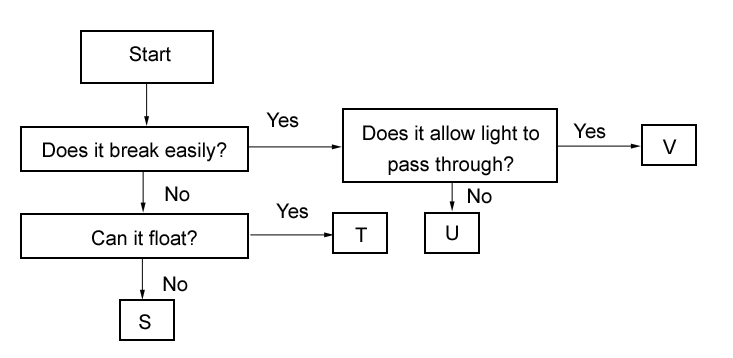 Start
Does it break easily?
Yes
Does it allow light to
pass through?
Yes
V
No
No
Can it float?
Yes
T
U
No
S